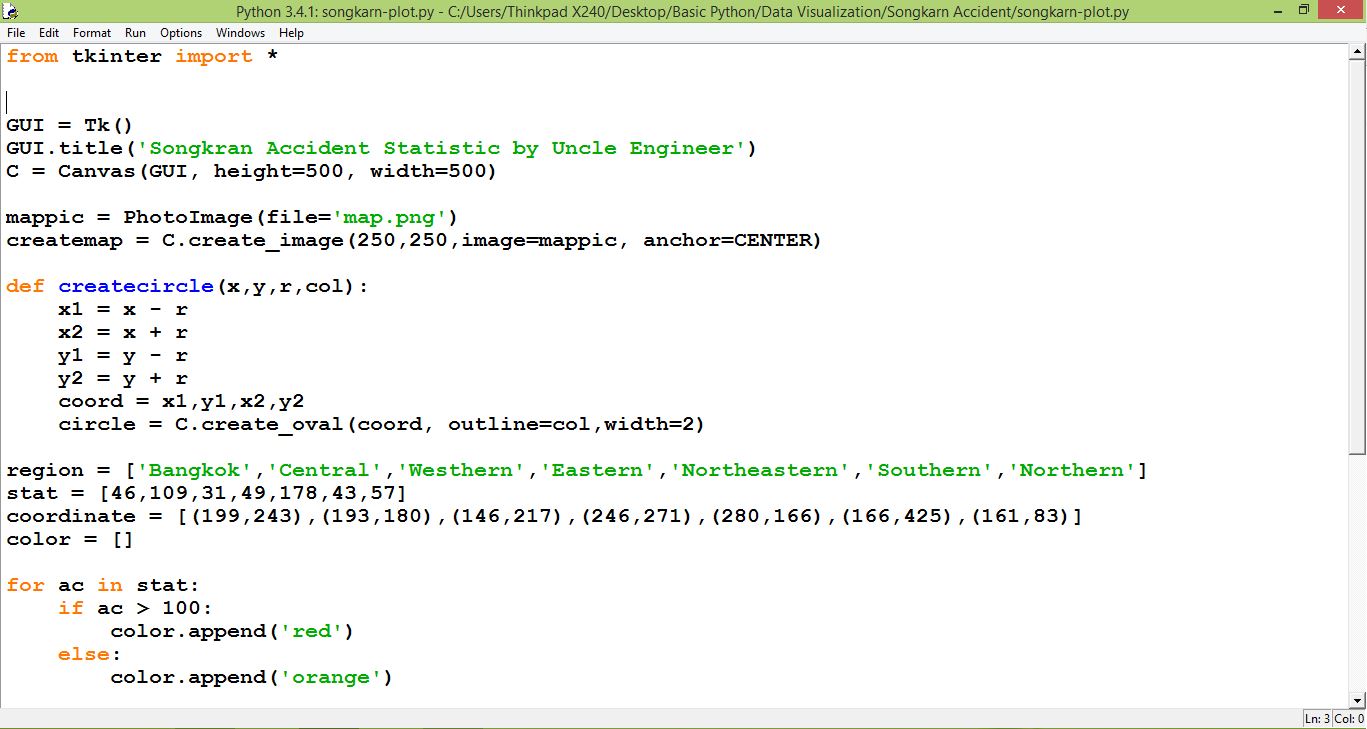 Python 3.4.1: songkarn-plot.py - C:/Users/Thinkpad X240/Desktop/Basic Python/Data Visualization/Songkarn Accident/songkarn-plot.py
File Edit Format Run Options Windows Help
from tkinter import *
GUI = Tk()
GUI.title('Songkran Accident Statistic by Uncle Engineer')
C = Canvas(GUI, height=500, width=500)
mappic = PhotoImage(file='map.png')
createmap = C.create_image(250,250,image=mappic, anchor=CENTER)
def createcircle(x,y,r,col):
    x1 = x - r
    x2 = x + r
    y1 = y - r
    y2 = y + r
    coord = x1,y1,x2,y2
    circle = C.create_oval(coord, outline=col,width=2)
region = ['Bangkok','Central','Westhern','Eastern','Northeastern','Southern','Northern']
stat = [46,109,31,49,178,43,57]
coordinate = [(199,243),(193,180),(146,217),(246,271),(280,166),(166,425),(161,83)]
color = []
for ac in stat:
    if ac > 100:
        color.append('red')
    else:
        color.append('orange')
Ln: 3 Col: 0